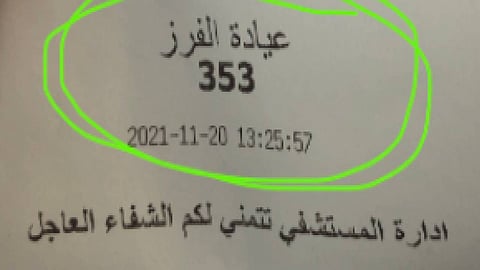 عيادة الفرز
353
2021-11-20 13:25:57
ادارة المستشفي تتمني لكم الشفاء العاجل